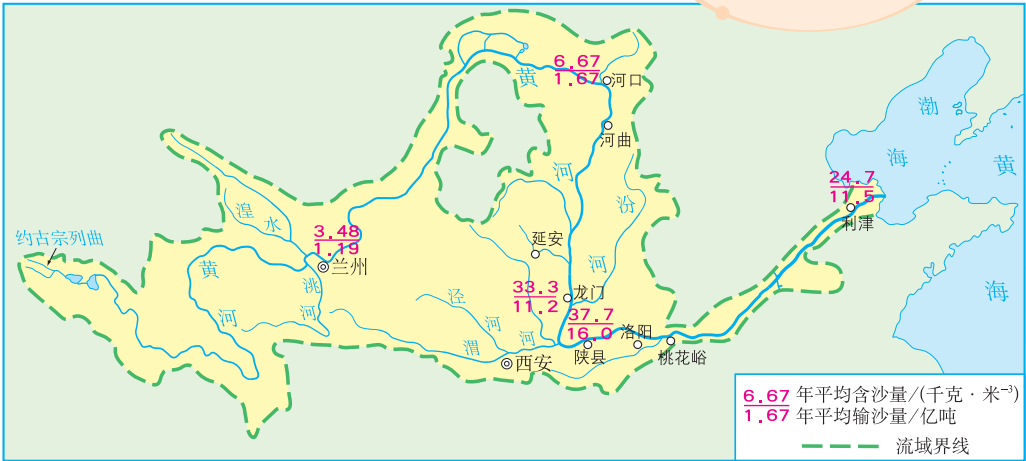 6.67
1.67
黄
河口
渤
海
黄
河曲
河
24.7
11.5
汾
湟
水
3.48
1.19
利津
约古宗列曲
延安
黄
兰州
洮
河
33.3
11.2
龙门
海
泾
河
河
37.7
16.0
洛阳
河
渭
河
陕县
桃花峪
西安
6.67 年平均含沙量/(千克·米⁻³)
1.67 年平均输沙量/亿吨
流域界线